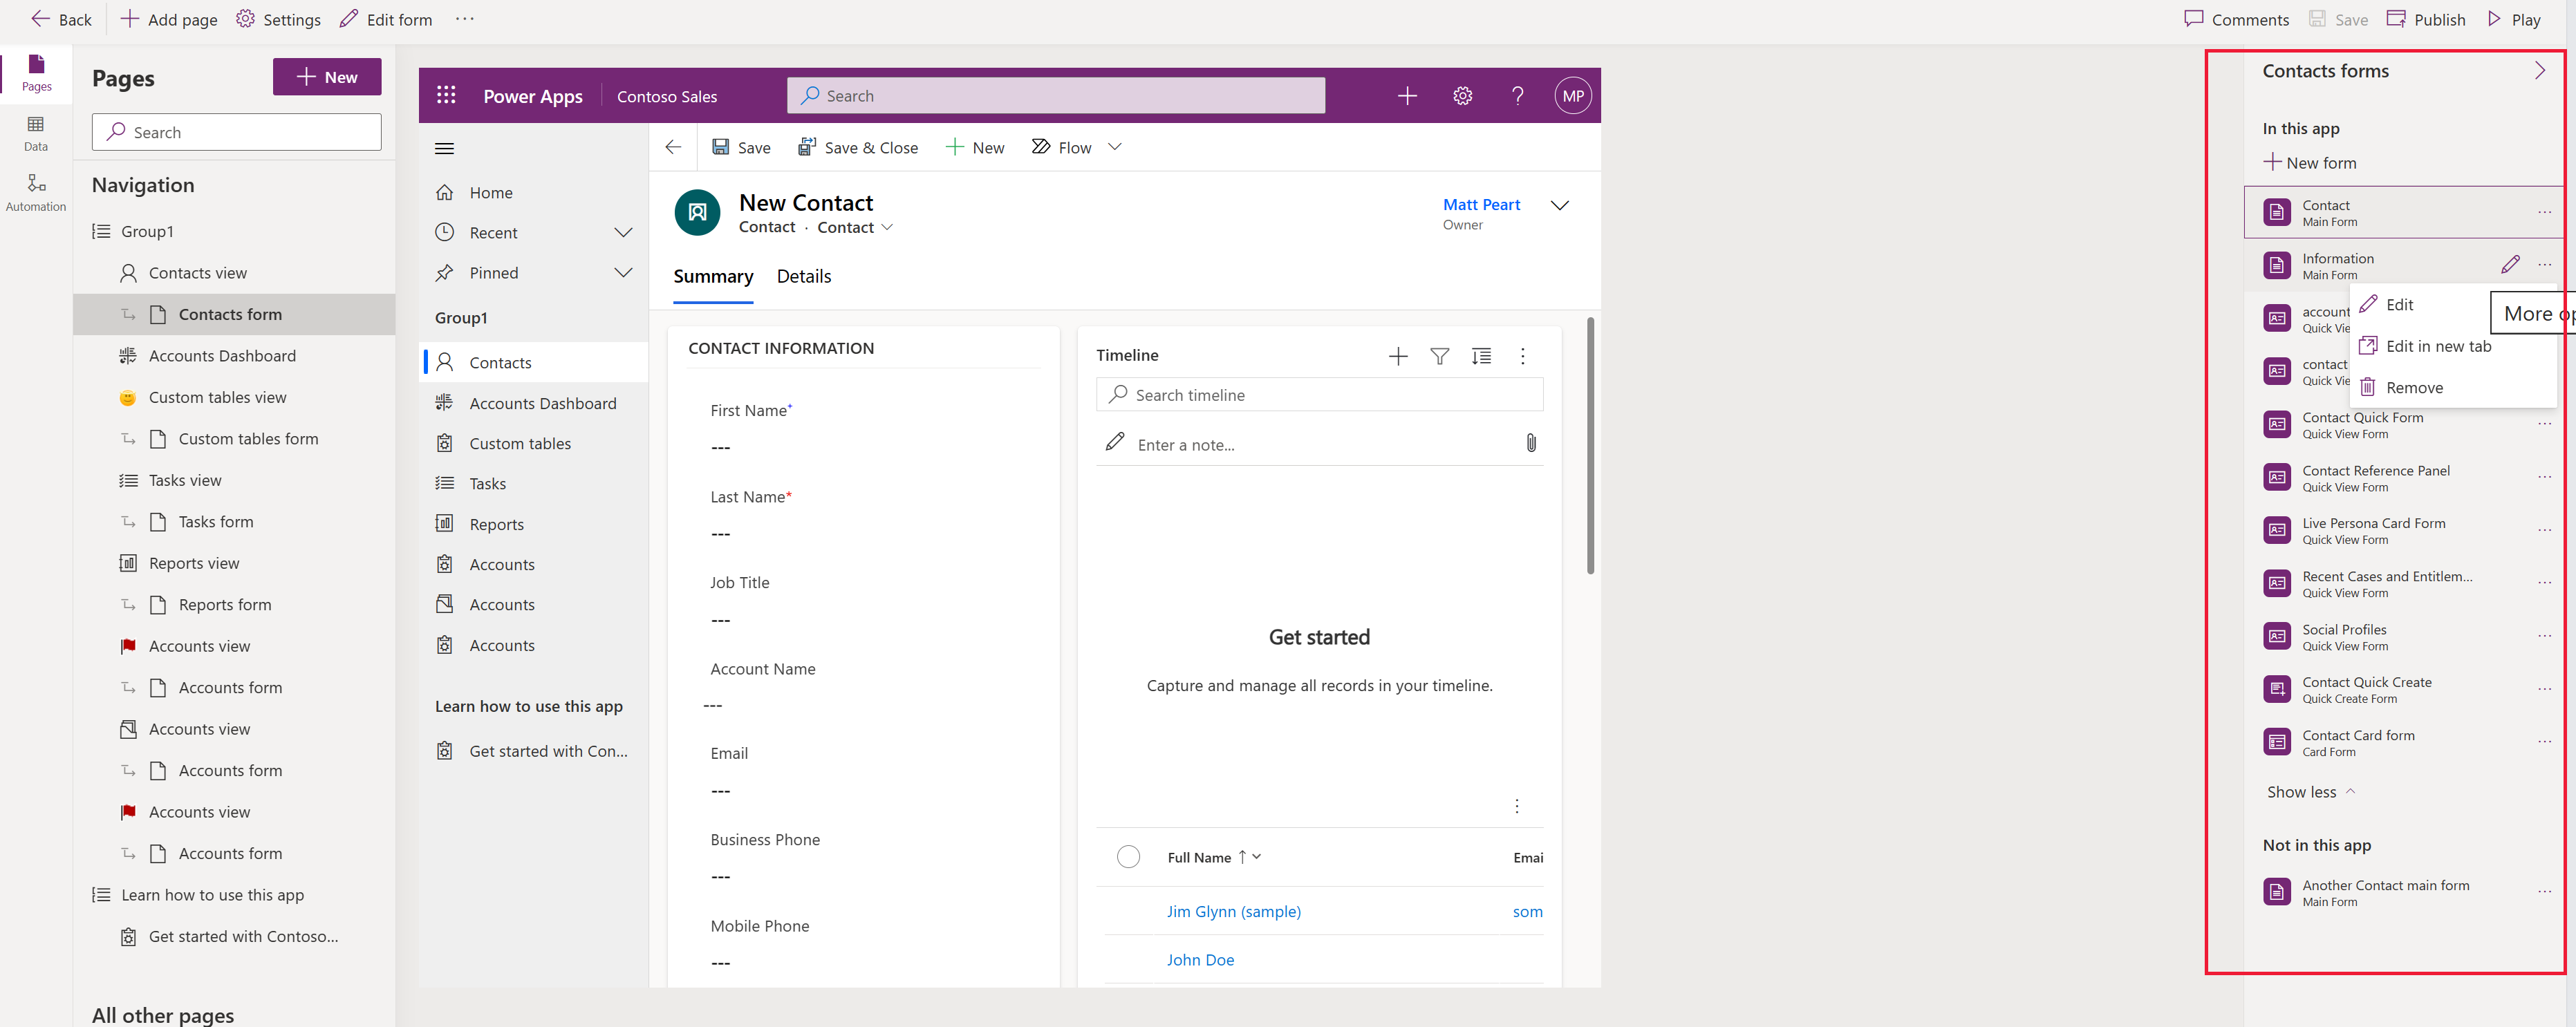 Back
Add page
Settings
Edit form
Comments
Save
Publish
Play
Pages
Data
Automation
Pages
New
Search
Navigation
Group1
Contacts view
Contacts form
Accounts Dashboard
Custom tables view
Custom tables form
Tasks view
Tasks form
Reports view
Reports form
Accounts view
Accounts form
Accounts view
Accounts form
Accounts view
Accounts form
Learn how to use this app
Get started with Contoso...
All other pages
Power Apps
Contoso Sales
Search
MP
Home
Recent
Pinned
Group1
Contacts
Accounts Dashboard
Custom tables
Tasks
Reports
Accounts
Accounts
Accounts
Learn how to use this app
Get started with Con...
Save
Save & Close
New
Flow
New Contact
Contact · Contact
Matt Peart
Owner
Summary
Details
CONTACT INFORMATION
First Name*
---
Last Name*
---
Job Title
---
Account Name
---
Email
---
Business Phone
---
Mobile Phone
---
Timeline
Search timeline
Enter a note...
Get started
Capture and manage all records in your timeline.
Full Name
Emai
Jim Glynn (sample)
som
John Doe
Contacts forms
In this app
New form
Contact
Main Form
Information
Main Form
account
Quick Vie
contact
Quick Vie
Edit
Edit in new tab
Remove
More op
Contact Quick Form
Quick View Form
Contact Reference Panel
Quick View Form
Live Persona Card Form
Quick View Form
Recent Cases and Entitlem...
Quick View Form
Social Profiles
Quick View Form
Contact Quick Create
Quick Create Form
Contact Card form
Card Form
Show less
Not in this app
Another Contact main form
Main Form